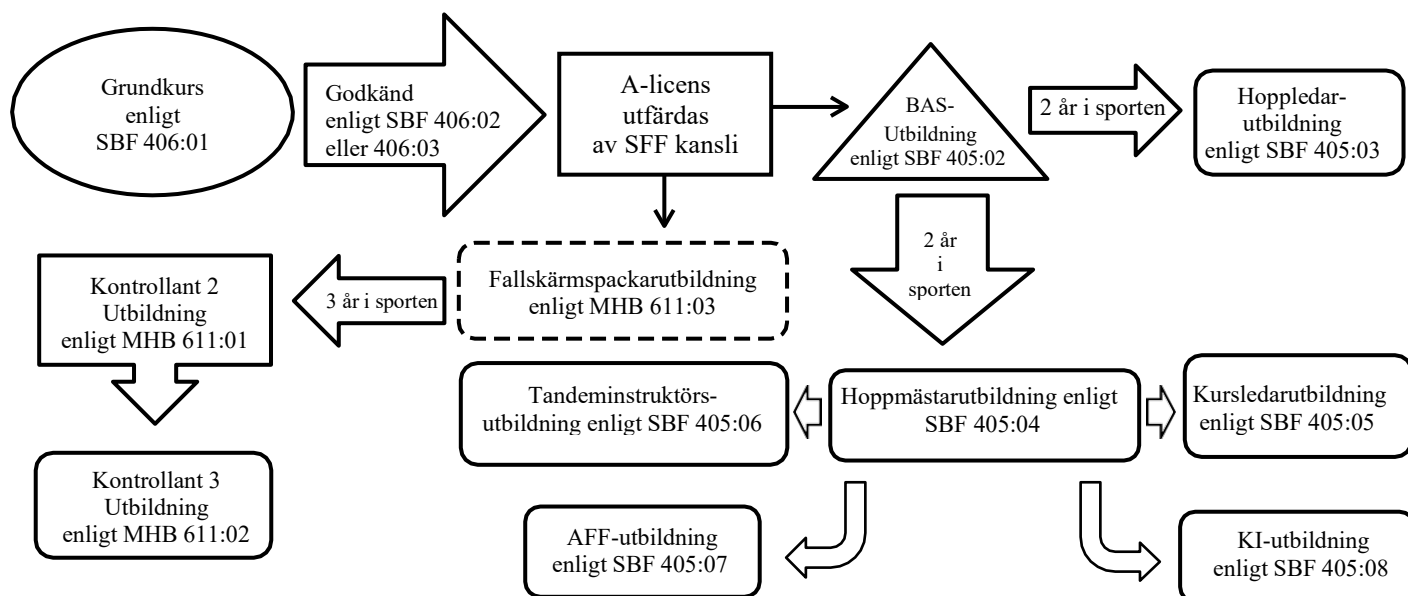 Grundkurs
enligt
SBF 406:01
Godkänd
enligt SBF 406:02
eller 406:03
A-licens
utfärdas
av SFF kansli
BAS-
Utbildning
enligt SBF 405:02
2 år i sporten
Hoppledar-
utbildning
enligt SBF 405:03
2 år
i
sporten
Fallskärmspackarutbildning
enligt MHB 611:03
3 år i sporten
Kontrollant 2
Utbildning
enligt MHB 611:01
Kontrollant 3
Utbildning
enligt MHB 611:02
Tandeminstruktörs-
utbildning enligt SBF 405:06
Hoppmästarutbildning enligt
SBF 405:04
Kursledarutbildning
enligt SBF 405:05
AFF-utbildning
enligt SBF 405:07
KI-utbildning
enligt SBF 405:08